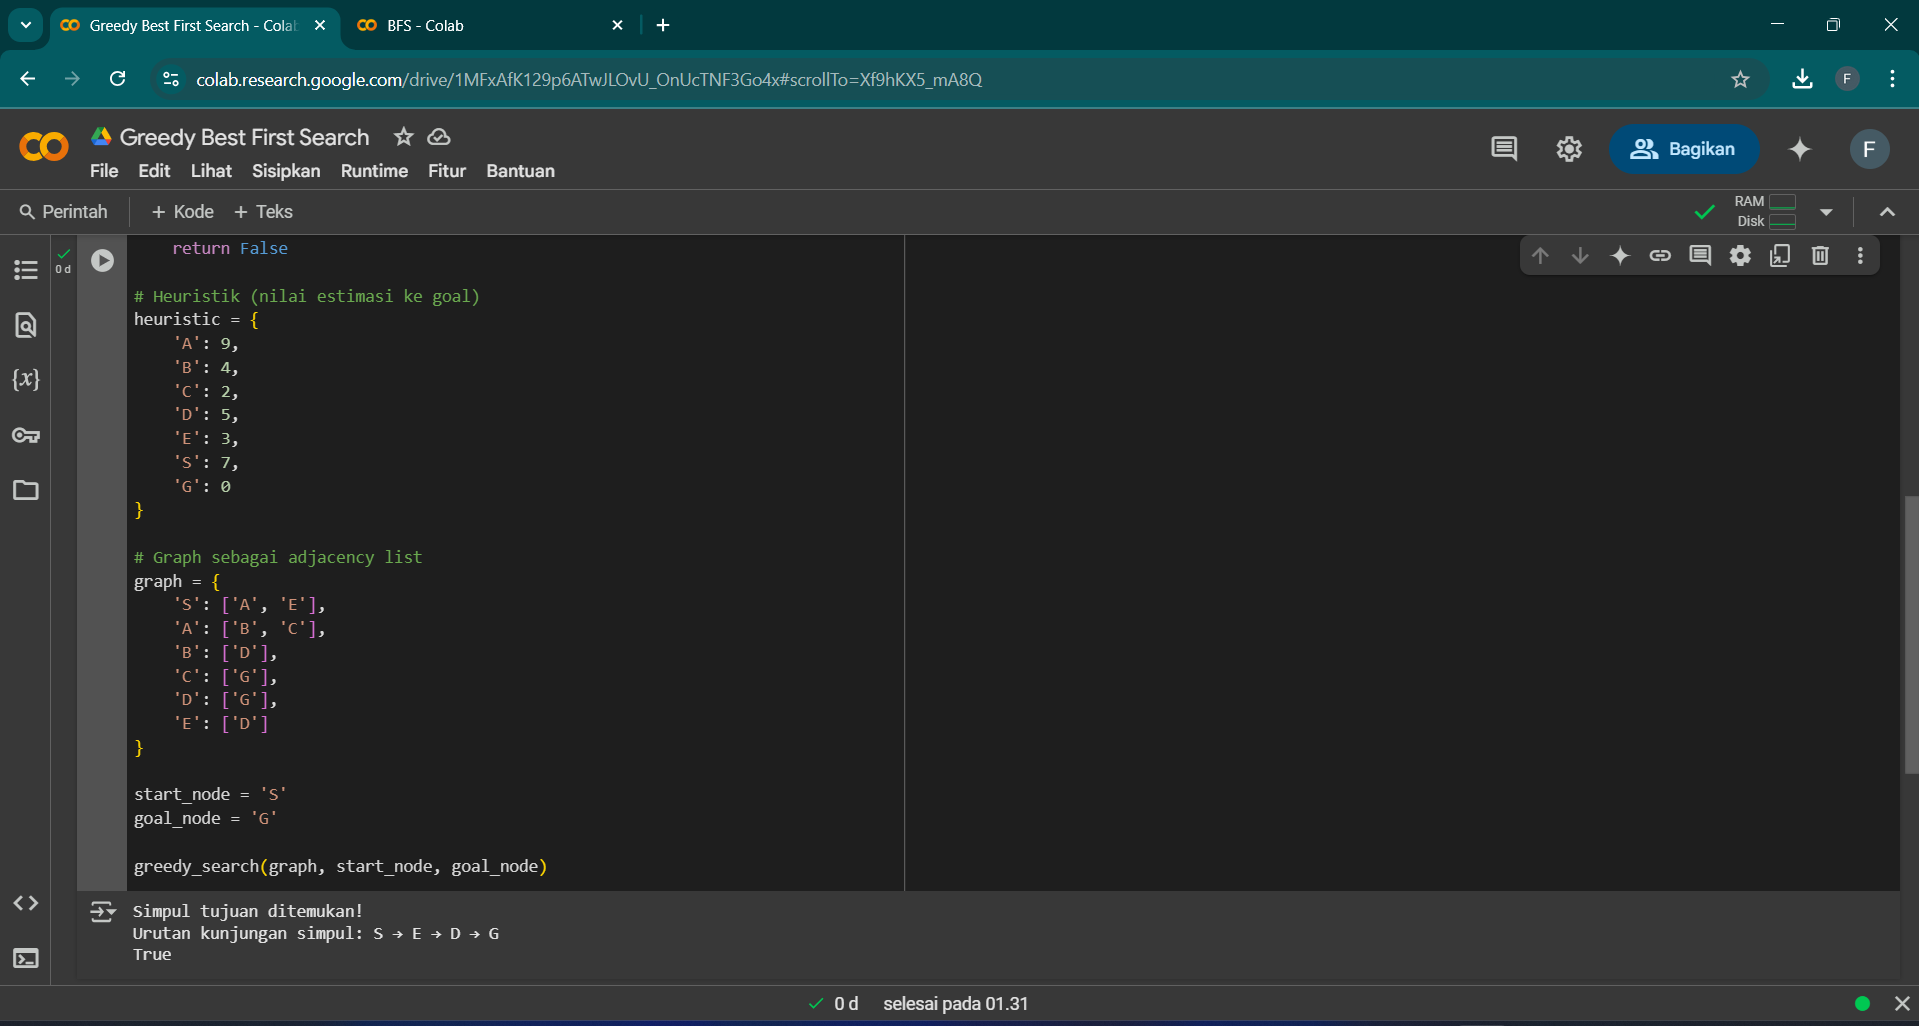 Greedy Best First Search - Colab
BFS - Colab
colab.research.google.com/drive/1MFxAfK129p6ATwJLOvU_OnUcTNF3Go4x#scrollTo=Xf9hKX5_mA8Q
F
Greedy Best First Search
File Edit Lihat Sisipkan Runtime Fitur Bantuan
Bagikan
F
Perintah
+ Kode + Teks
RAM
Disk
0 d
return False
# Heuristik (nilai estimasi ke goal)
heuristic = {
'A': 9,
'B': 4,
'C': 2,
'D': 5,
'E': 3,
'S': 7,
'G': 0
}
# Graph sebagai adjacency list
graph = {
'S': ['A', 'E'],
'A': ['B', 'C'],
'B': ['D'],
'C': ['G'],
'D': ['G'],
'E': ['D']
}
start_node = 'S'
goal_node = 'G'
greedy_search(graph, start_node, goal_node)
Simpul tujuan ditemukan!
Urutan kunjungan simpul: S → E → D → G
True
0 d selesai pada 01.31